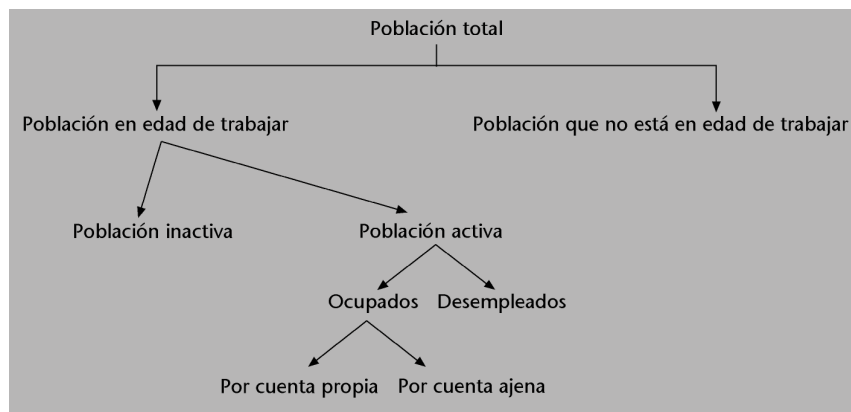 Población total
Población en edad de trabajar
Población que no está en edad de trabajar
Población inactiva
Población activa
Ocupados
Desempleados
Por cuenta propia
Por cuenta ajena